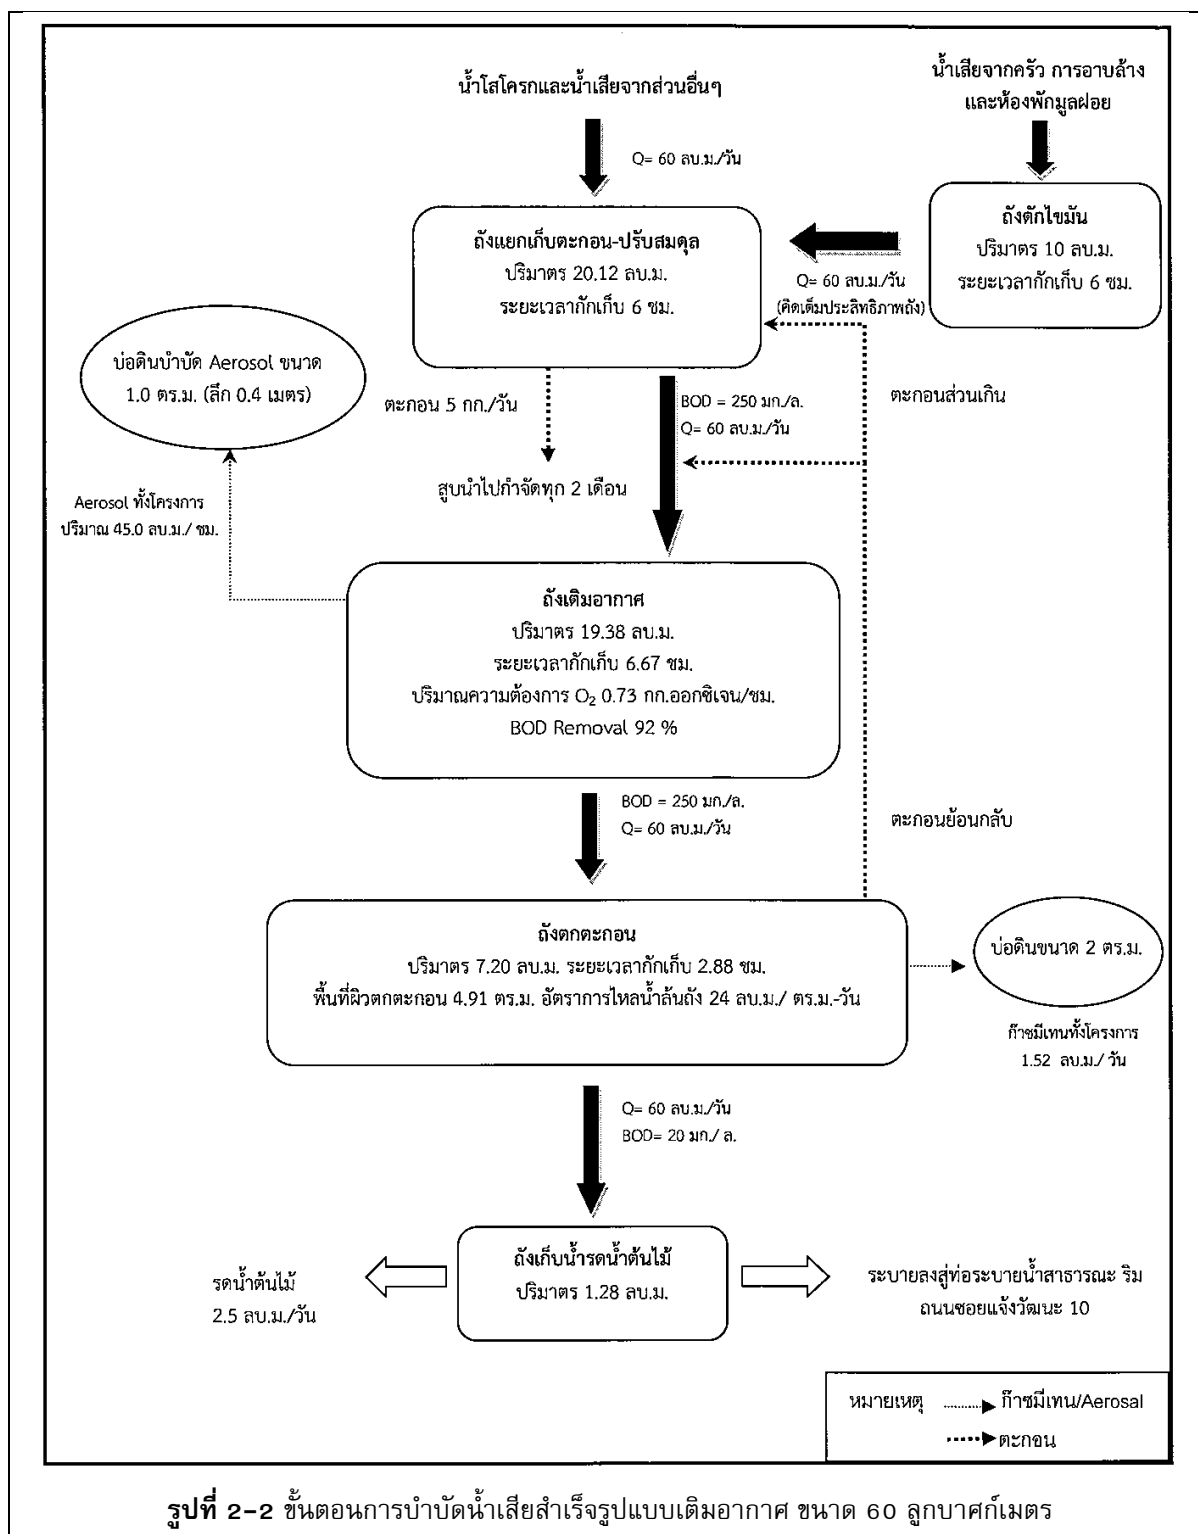 น้ำโสโครกและน้ำเสียจากส่วนอื่นๆ
น้ำเสียจากครัว การอาบล้าง
และห้องพักมูลฝอย
Q= 60 ลบ.ม./วัน
ถังดักไขมัน
ปริมาตร 10 ลบ.ม.
ระยะเวลากักเก็บ 6 ชม.
ถังแยกเก็บตะกอน-ปรับสมดุล
ปริมาตร 20.12 ลบ.ม.
ระยะเวลากักเก็บ 6 ชม.
Q= 60 ลบ.ม./วัน
(คิดเต็มประสิทธิภาพถัง)
บ่อดินบำบัด Aerosol ขนาด
1.0 ตร.ม. (ลึก 0.4 เมตร)
ตะกอน 5 กก./วัน
BOD = 250 มก./ล.
Q= 60 ลบ.ม./วัน
ตะกอนส่วนเกิน
สูบนำไปกำจัดทุก 2 เดือน
Aerosol ทั้งโครงการ
ปริมาณ 45.0 ลบ.ม./ ชม.
ถังเติมอากาศ
ปริมาตร 19.38 ลบ.ม.
ระยะเวลากักเก็บ 6.67 ชม.
ปริมาณความต้องการ O₂ 0.73 กก.ออกซิเจน/ชม.
BOD Removal 92 %
BOD = 250 มก./ล.
Q= 60 ลบ.ม./วัน
ตะกอนย้อนกลับ
ถังตกตะกอน
ปริมาตร 7.20 ลบ.ม. ระยะเวลากักเก็บ 2.88 ชม.
พื้นที่ผิวตกตะกอน 4.91 ตร.ม. อัตราการไหลน้ำล้นถัง 24 ลบ.ม./ ตร.ม.-วัน
บ่อดินขนาด 2 ตร.ม.
ก๊าซมีเทนทั้งโครงการ
1.52 ลบ.ม./ วัน
Q= 60 ลบ.ม./วัน
BOD= 20 มก./ ล.
ถังเก็บน้ำรดน้ำต้นไม้
ปริมาตร 1.28 ลบ.ม.
รดน้ำต้นไม้
2.5 ลบ.ม./วัน
ระบายลงสู่ท่อระบายน้ำสาธารณะ ริม
ถนนซอยแจ้งวัฒนะ 10
หมายเหตุ ก๊าซมีเทน/Aerosal
ตะกอน
รูปที่ 2-2 ขั้นตอนการบำบัดน้ำเสียสำเร็จรูปแบบเติมอากาศ ขนาด 60 ลูกบาศก์เมตร